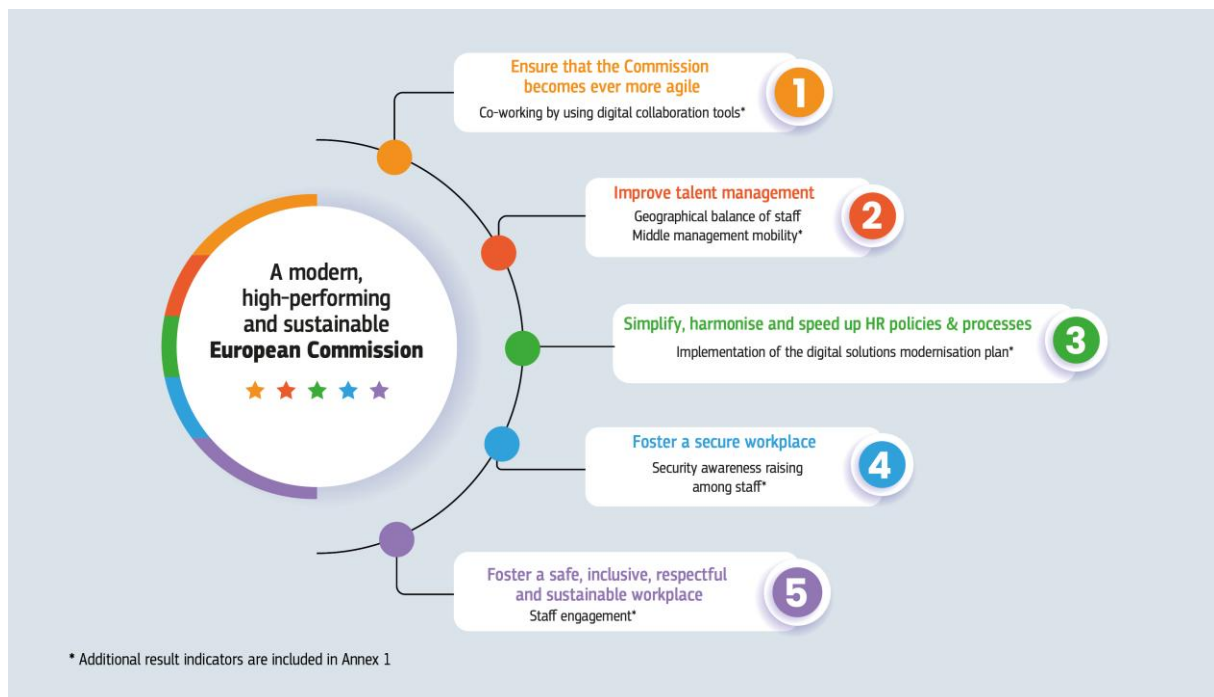 Ensure that the Commission
becomes ever more agile
Co-working by using digital collaboration tools*
1
Improve talent management
Geographical balance of staff
Middle management mobility*
2
A modern,
high-performing
and sustainable
European Commission
Simplify, harmonise and speed up HR policies & processes
Implementation of the digital solutions modernisation plan*
3
Foster a secure workplace
Security awareness raising
among staff*
4
Foster a safe, inclusive, respectful
and sustainable workplace
Staff engagement*
5
* Additional result indicators are included in Annex 1